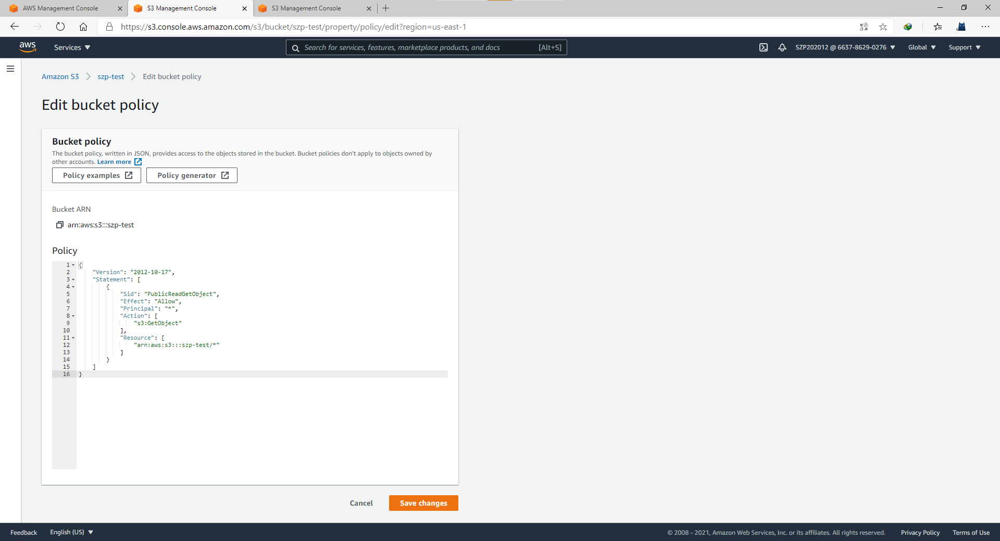 AWS Management Console
S3 Management Console
S3 Management Console
https://s3.console.aws.amazon.com/s3/bucket/szp-test/property/policy/edit?region=us-east-1
aws
Services
Search for services, features, marketplace products, and docs [Alt+S]
SZP202012 @ 6637-8629-0276
Global
Support
Amazon S3 > szp-test > Edit bucket policy
Edit bucket policy
Bucket policy
The bucket policy, written in JSON, provides access to the objects stored in the bucket. Bucket policies don't apply to objects owned by
other accounts. Learn more
Policy examples
Policy generator
Bucket ARN
arn:aws:s3:::szp-test
Policy
1 {
2 "Version": "2012-10-17",
3 "Statement": [
4 {
5 "Sid": "PublicReadGetObject",
6 "Effect": "Allow",
7 "Principal": "*",
8 "Action": [
9 "s3:GetObject"
10 ],
11 "Resource": [
12 "arn:aws:s3:::szp-test/*"
13 ]
14 }
15 ]
16 }
Cancel
Save changes
Feedback
English (US)
© 2008 - 2021, Amazon Web Services, Inc. or its affiliates. All rights reserved.
Privacy Policy
Terms of Use